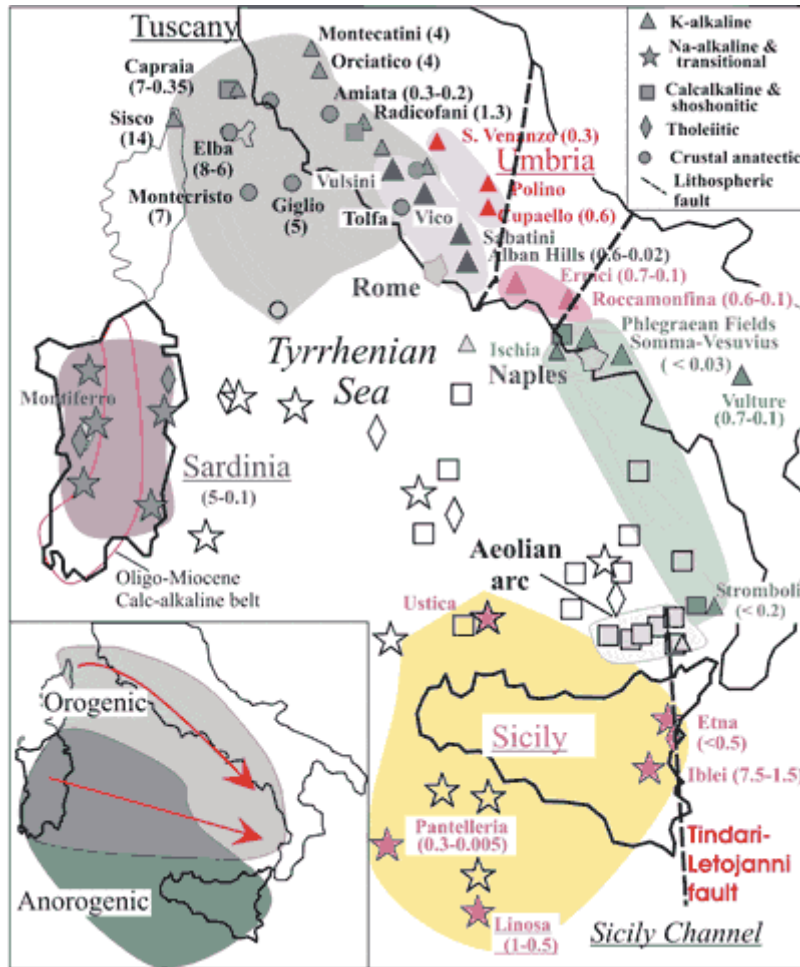 Tuscany
Montecatini (4)
Orciatico (4)
Capraia
(7-0.35)
Amiata (0.3-0.2)
Radicofani (1.3)
Sisco
(14)
Elba
(8-6)
S. Venanzo (0.3)
Umbria
Vulsini
Polino
Montecristo
(7)
Giglio
(5)
Tolfa
Vico
Cupaello (0.6)
Sabatini
Alban Hills (0.6-0.02)
Rome
Ernici (0.7-0.1)
Roccamonfina (0.6-0.1)
K-alkaline
Na-alkaline &
transitional
Calcalkaline &
shoshonitic
Tholeiitic
Crustal anatectic
Lithospheric
fault
Tyrrhenian
Sea
Phlegraean Fields
Somma-Vesuvius
(< 0.03)
Ischia
Naples
Vulture
(0.7-0.1)
Montiferro
Sardinia
(5-0.1)
Oligo-Miocene
Calc-alkaline belt
Aeolian
arc
Stromboli
(< 0.2)
Ustica
Sicily
Etna
(<0.5)
Iblei (7.5-1.5)
Pantelleria
(0.3-0.005)
Linosa
(1-0.5)
Tindari-
Letojanni
fault
Sicily Channel
Orogenic
Anorogenic